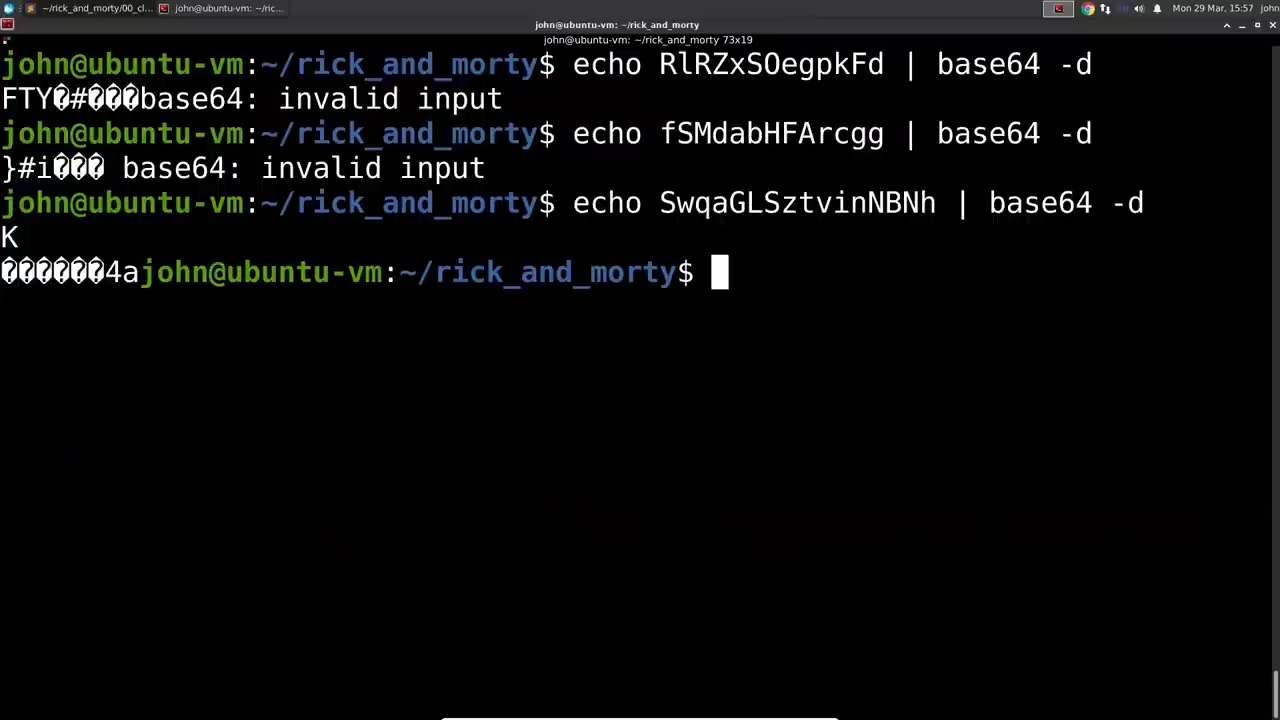 ~/rick_and_morty/00_cl...
john@ubuntu-vm: ~/ric...
Mon 29 Mar, 15:57 john
john@ubuntu-vm: ~/rick_and_morty
john@ubuntu-vm: ~/rick_and_morty 73x19
john@ubuntu-vm:~/rick_and_morty$ echo RlRZxSOegpkFd | base64 -d
FTY�#���base64: invalid input
john@ubuntu-vm:~/rick_and_morty$ echo fSMdabHFArcgg | base64 -d
}#i��� base64: invalid input
john@ubuntu-vm:~/rick_and_morty$ echo SwqaGLSztvinNBNh | base64 -d
K
������4ajohn@ubuntu-vm:~/rick_and_morty$